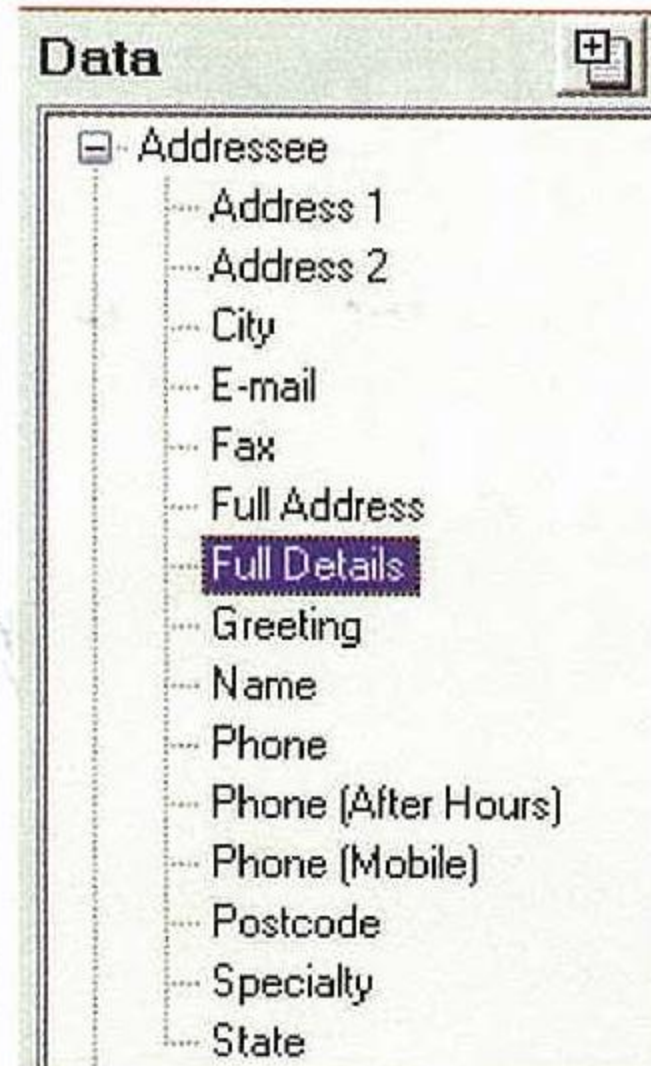 Data
Addressee
Address 1
Address 2
City
E-mail
Fax
Full Address
Full Details
Greeting
Name
Phone
Phone (After Hours)
Phone (Mobile)
Postcode
Specialty
State